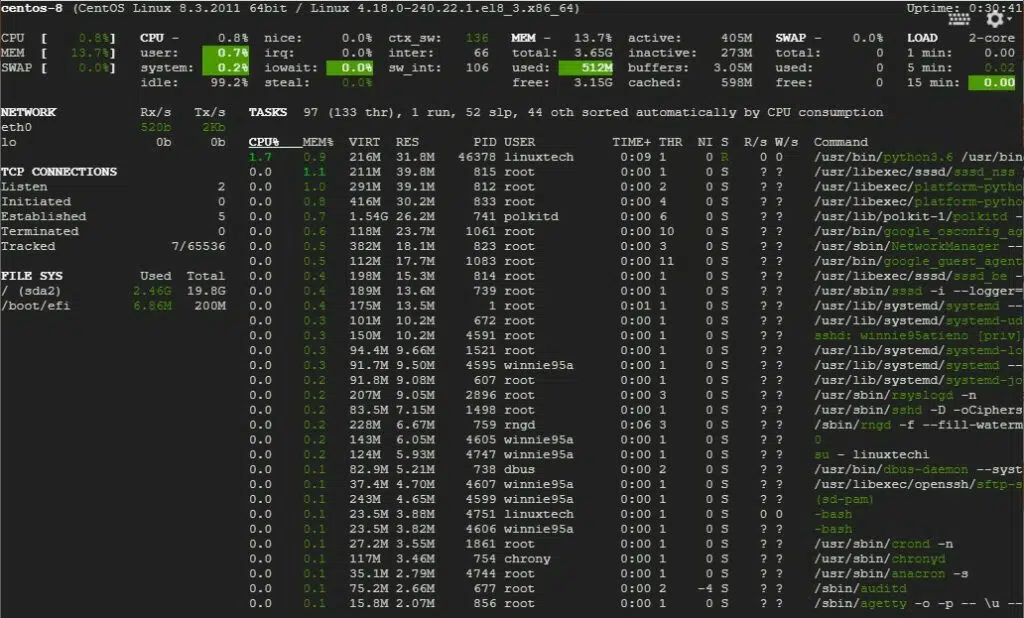 centos-8 (CentOS Linux 8.3.2011 64bit / Linux 4.18.0-240.22.1.el8_3.x86_64) Uptime: 0:30:41
CPU [ 0.8%] CPU - 0.8% nice: 0.0% ctx_sw: 136 MEM - 13.7% active: 405M SWAP - 0.0% LOAD 2-core
MEM [ 13.7%] user: 0.7% irq: 0.0% inter: 66 total: 3.65G inactive: 273M total: 0 1 min: 0.00
SWAP [ 0.0%] system: 0.2% iowait: 0.0% sw_int: 106 used: 512M buffers: 3.05M used: 0 5 min: 0.02
idle: 99.2% steal: 0.0% free: 3.15G cached: 598M free: 0 15 min: 0.00
NETWORK Rx/s Tx/s TASKS 97 (133 thr), 1 run, 52 slp, 44 oth sorted automatically by CPU consumption
eth0 520b 2Kb
lo 0b 0b CPU% MEM% VIRT RES PID USER TIME+ THR NI S R/s W/s Command
1.7 0.9 216M 31.8M 46378 linuxtech 0:09 1 0 R 0 0 /usr/bin/python3.6 /usr/bin
TCP CONNECTIONS 0.0 1.1 211M 39.8M 815 root 0:00 1 0 S ? ? /usr/libexec/sssd/sssd_nss
Listen 2 0.0 1.0 291M 39.1M 812 root 0:00 2 0 S ? ? /usr/libexec/platform-pytho
Initiated 0 0.0 0.8 416M 30.2M 833 root 0:00 4 0 S ? ? /usr/libexec/platform-pytho
Established 5 0.0 0.7 1.54G 26.2M 741 polkitd 0:00 6 0 S ? ? /usr/lib/polkit-1/polkitd -
Terminated 0 0.0 0.6 118M 23.7M 1061 root 0:00 10 0 S ? ? /usr/bin/google_osconfig_ag
Tracked 7/65536 0.0 0.5 382M 18.1M 823 root 0:00 3 0 S ? ? /usr/sbin/NetworkManager --
0.0 0.5 112M 17.7M 1083 root 0:00 11 0 S ? ? /usr/bin/google_guest_agent
FILE SYS Used Total 0.0 0.4 198M 15.3M 814 root 0:00 1 0 S ? ? /usr/libexec/sssd/sssd_be -
/ (sda2) 2.46G 19.8G 0.0 0.4 189M 13.6M 739 root 0:00 1 0 S ? ? /usr/sbin/sssd -i --logger=
/boot/efi 6.86M 200M 0.0 0.4 175M 13.5M 1 root 0:01 1 0 S ? ? /usr/lib/systemd/systemd --
0.0 0.3 101M 10.2M 672 root 0:00 1 0 S ? ? /usr/lib/systemd/systemd-ud
0.0 0.3 150M 10.2M 4591 root 0:00 1 0 S ? ? sshd: winnie95atieno [priv]
0.0 0.3 94.4M 9.66M 1521 root 0:00 1 0 S ? ? /usr/lib/systemd/systemd-lo
0.0 0.3 91.7M 9.50M 4595 winnie95a 0:00 1 0 S ? ? /usr/lib/systemd/systemd --
0.0 0.2 91.8M 9.08M 607 root 0:00 1 0 S ? ? /usr/lib/systemd/systemd-jo
0.0 0.2 207M 9.05M 2896 root 0:00 3 0 S ? ? /usr/sbin/rsyslogd -n
0.0 0.2 83.5M 7.15M 1498 root 0:00 1 0 S ? ? /usr/sbin/sshd -D -oCiphers
0.0 0.2 228M 6.67M 759 rngd 0:06 3 0 S ? ? /sbin/rngd -f --fill-waterm
0.0 0.2 143M 6.05M 4605 winnie95a 0:00 1 0 S ? ? 0
0.0 0.2 124M 5.93M 4747 winnie95a 0:00 1 0 S ? ? su - linuxtechi
0.0 0.1 82.9M 5.21M 738 dbus 0:00 2 0 S ? ? /usr/bin/dbus-daemon --syst
0.0 0.1 37.4M 4.70M 4607 winnie95a 0:00 1 0 S ? ? /usr/libexec/openssh/sftp-s
0.0 0.1 243M 4.65M 4599 winnie95a 0:00 1 0 S ? ? (sd-pam)
0.0 0.1 23.5M 3.88M 4751 linuxtech 0:00 1 0 S 0 0 -bash
0.0 0.1 23.5M 3.82M 4606 winnie95a 0:00 1 0 S ? ? -bash
0.0 0.1 27.2M 3.55M 1861 root 0:00 1 0 S ? ? /usr/sbin/crond -n
0.0 0.1 117M 3.46M 754 chrony 0:00 1 0 S ? ? /usr/sbin/chronyd
0.0 0.1 35.1M 2.79M 4744 root 0:00 1 0 S ? ? /usr/sbin/anacron -s
0.0 0.1 75.2M 2.66M 677 root 0:00 2 -4 S ? ? /sbin/auditd
0.0 0.1 15.8M 2.07M 856 root 0:00 1 0 S ? ? /sbin/agetty -o -p -- \u --